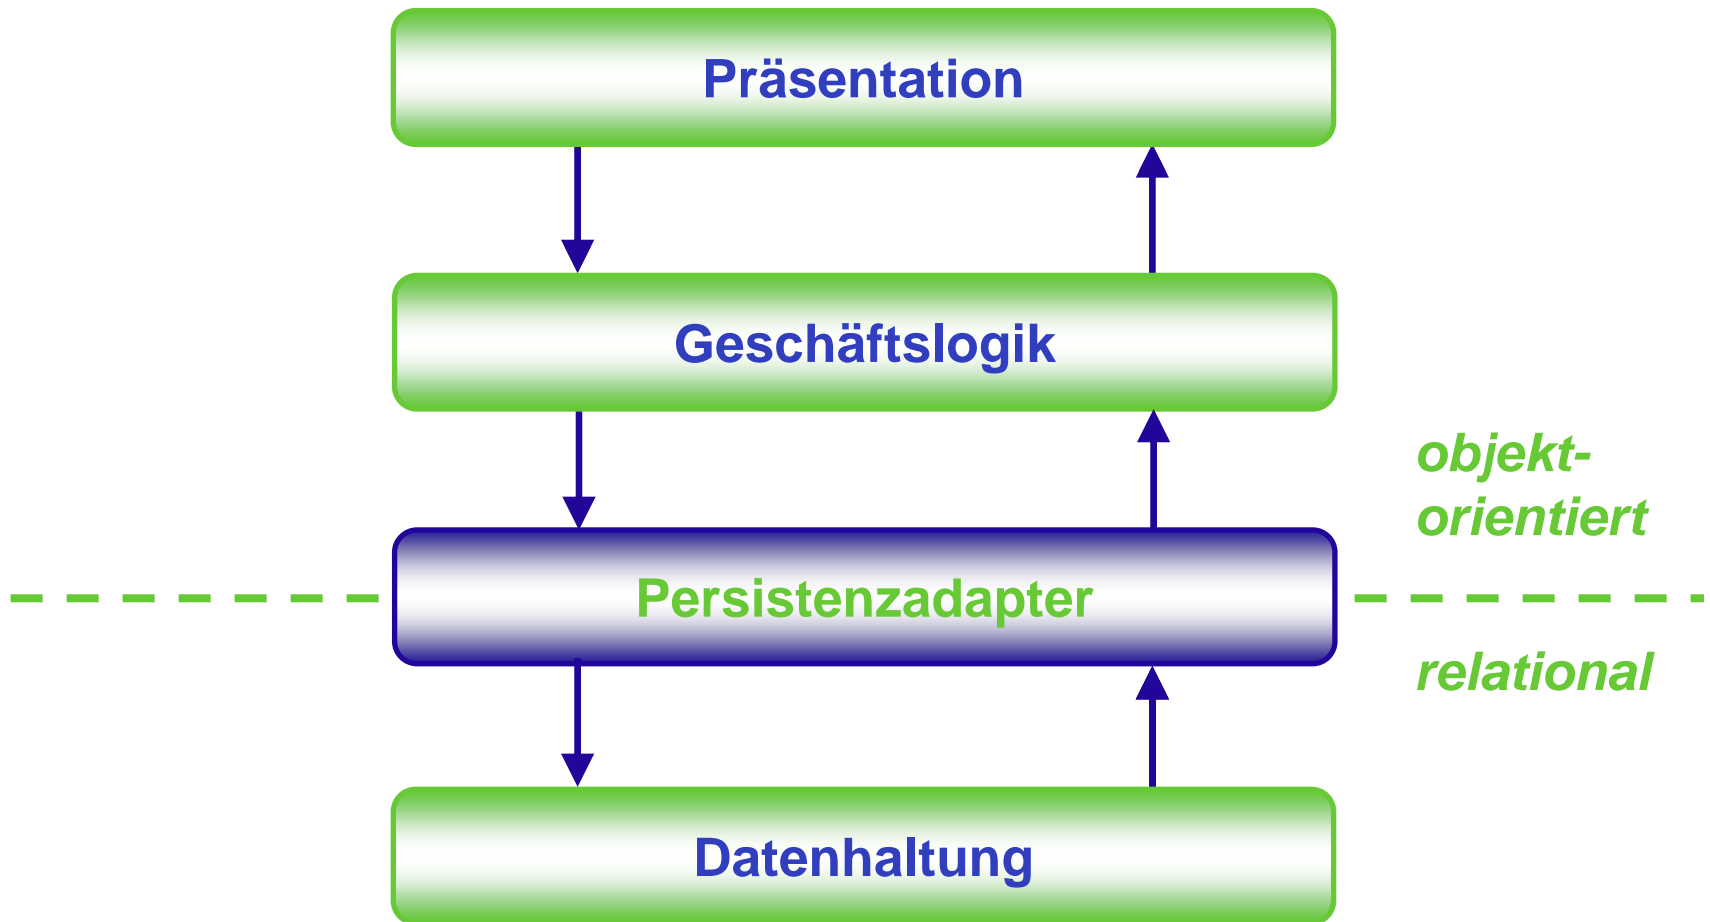 Präsentation
Geschäftslogik
objekt-
orientiert
Persistenzadapter
relational
Datenhaltung